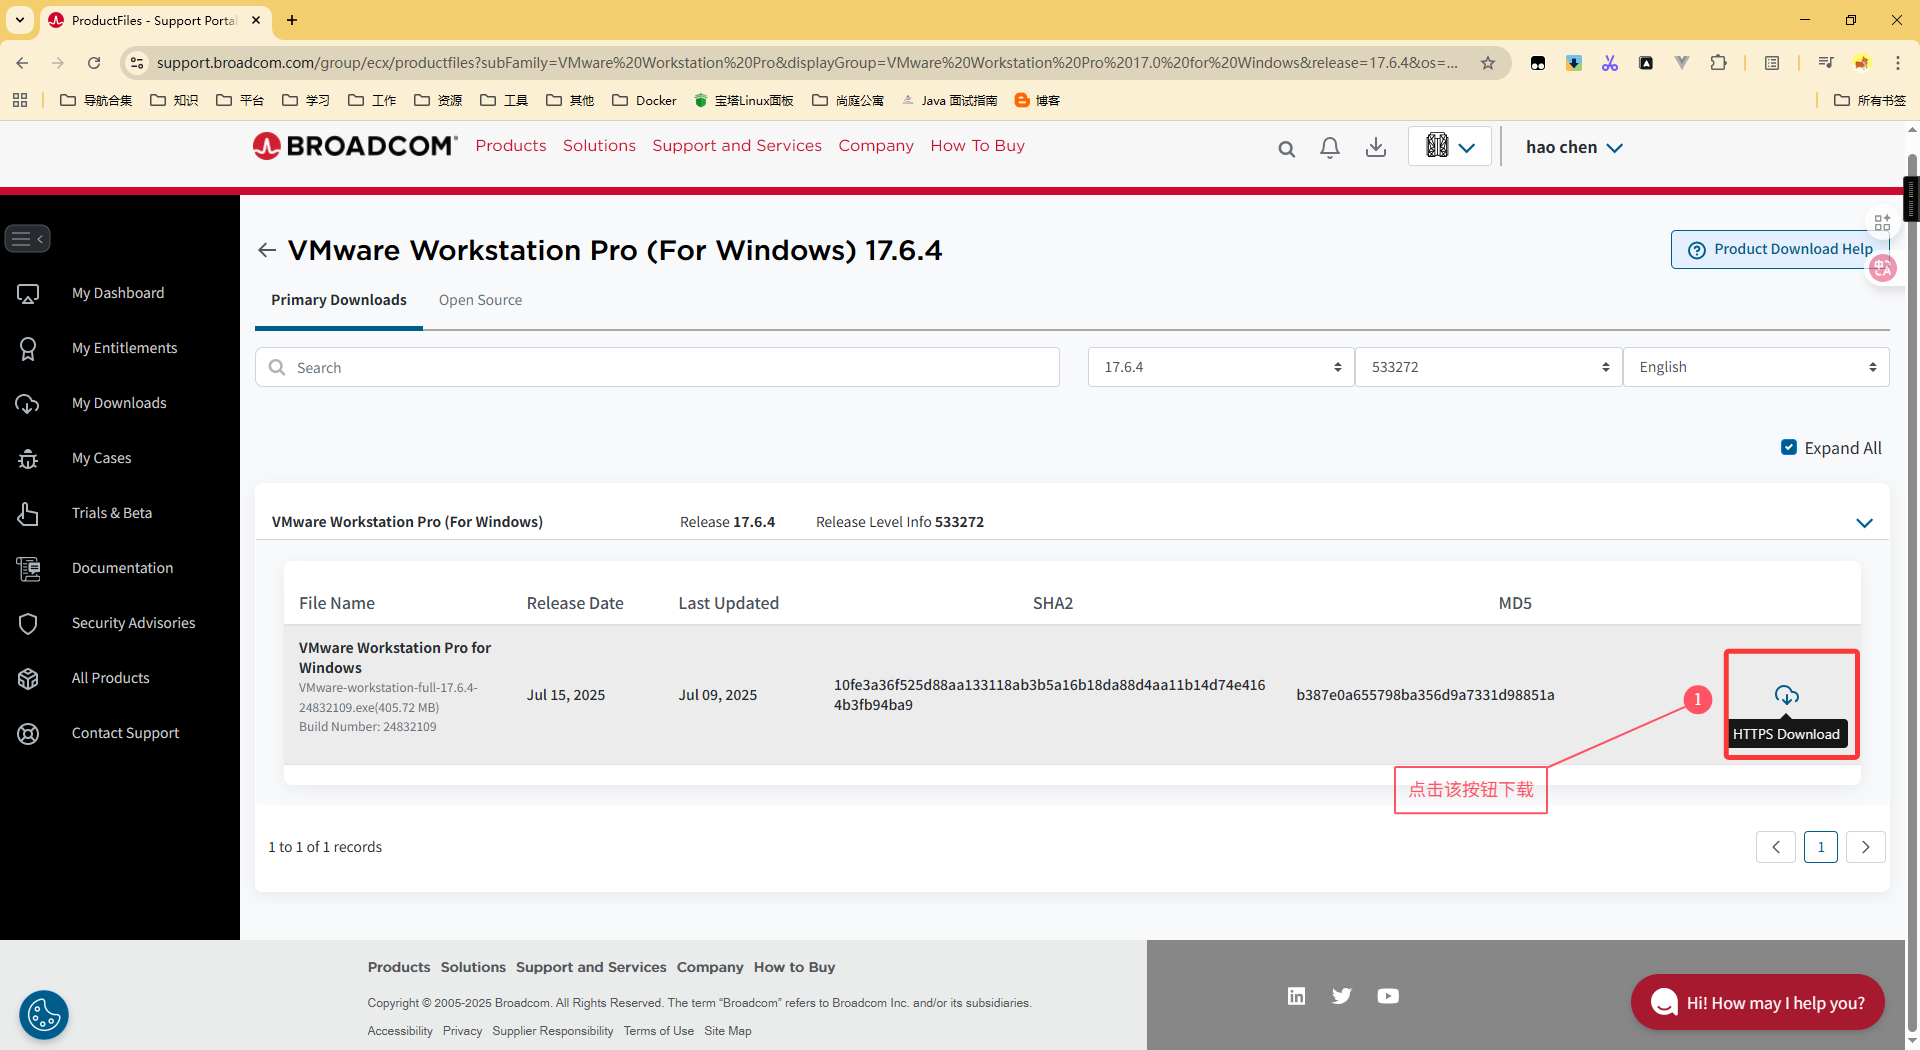 ProductFiles - Support Portal
support.broadcom.com/group/ecx/productfiles?subFamily=VMware%20Workstation%20Pro&displayGroup=VMware%20Workstation%20Pro%2017.0%20for%20Windows&release=17.6.4&os=...
导航合集 知识 平台 学习 工作 资源 工具 其他 Docker 宝塔Linux面板 尚庭公寓 Java 面试指南 博客 所有书签
BROADCOM Products Solutions Support and Services Company How To Buy hao chen
VMware Workstation Pro (For Windows) 17.6.4
Product Download Help
My Dashboard
My Entitlements
My Downloads
My Cases
Trials & Beta
Documentation
Security Advisories
All Products
Contact Support
Primary Downloads Open Source
Search 17.6.4 533272 English
Expand All
VMware Workstation Pro (For Windows) Release 17.6.4 Release Level Info 533272
File Name Release Date Last Updated SHA2 MD5
VMware Workstation Pro for
Windows
VMware-workstation-full-17.6.4-
24832109.exe(405.72 MB)
Build Number: 24832109
Jul 15, 2025
Jul 09, 2025
10fe3a36f525d88aa133118ab3b5a16b18da88d4aa11b14d74e416
4b3fb94ba9
b387e0a655798ba356d9a7331d98851a
1
HTTPS Download
点击该按钮下载
1 to 1 of 1 records
1
Products Solutions Support and Services Company How to Buy
Copyright © 2005-2025 Broadcom. All Rights Reserved. The term “Broadcom” refers to Broadcom Inc. and/or its subsidiaries.
Accessibility Privacy Supplier Responsibility Terms of Use Site Map
Hi! How may I help you?